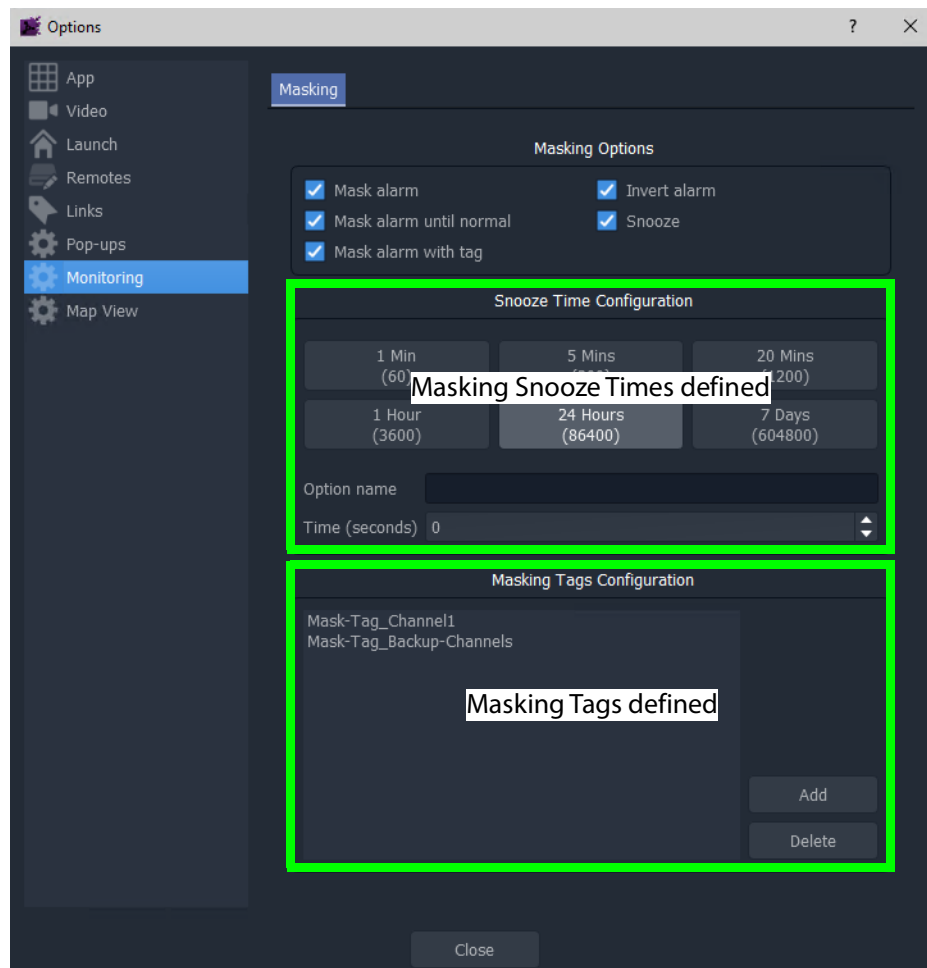 Options
?
App
Video
Launch
Remotes
Links
Pop-ups
Monitoring
Map View
Masking
Masking Options
Mask alarm
Invert alarm
Mask alarm until normal
Snooze
Mask alarm with tag
Snooze Time Configuration
1 Min
(60)
5 Mins
20 Mins
1200)
Masking Snooze Times defined
1 Hour
(3600)
24 Hours
(86400)
7 Days
(604800)
Option name
Time (seconds) 0
Masking Tags Configuration
Mask-Tag_Channel1
Mask-Tag_Backup-Channels
Masking Tags defined
Add
Delete
Close